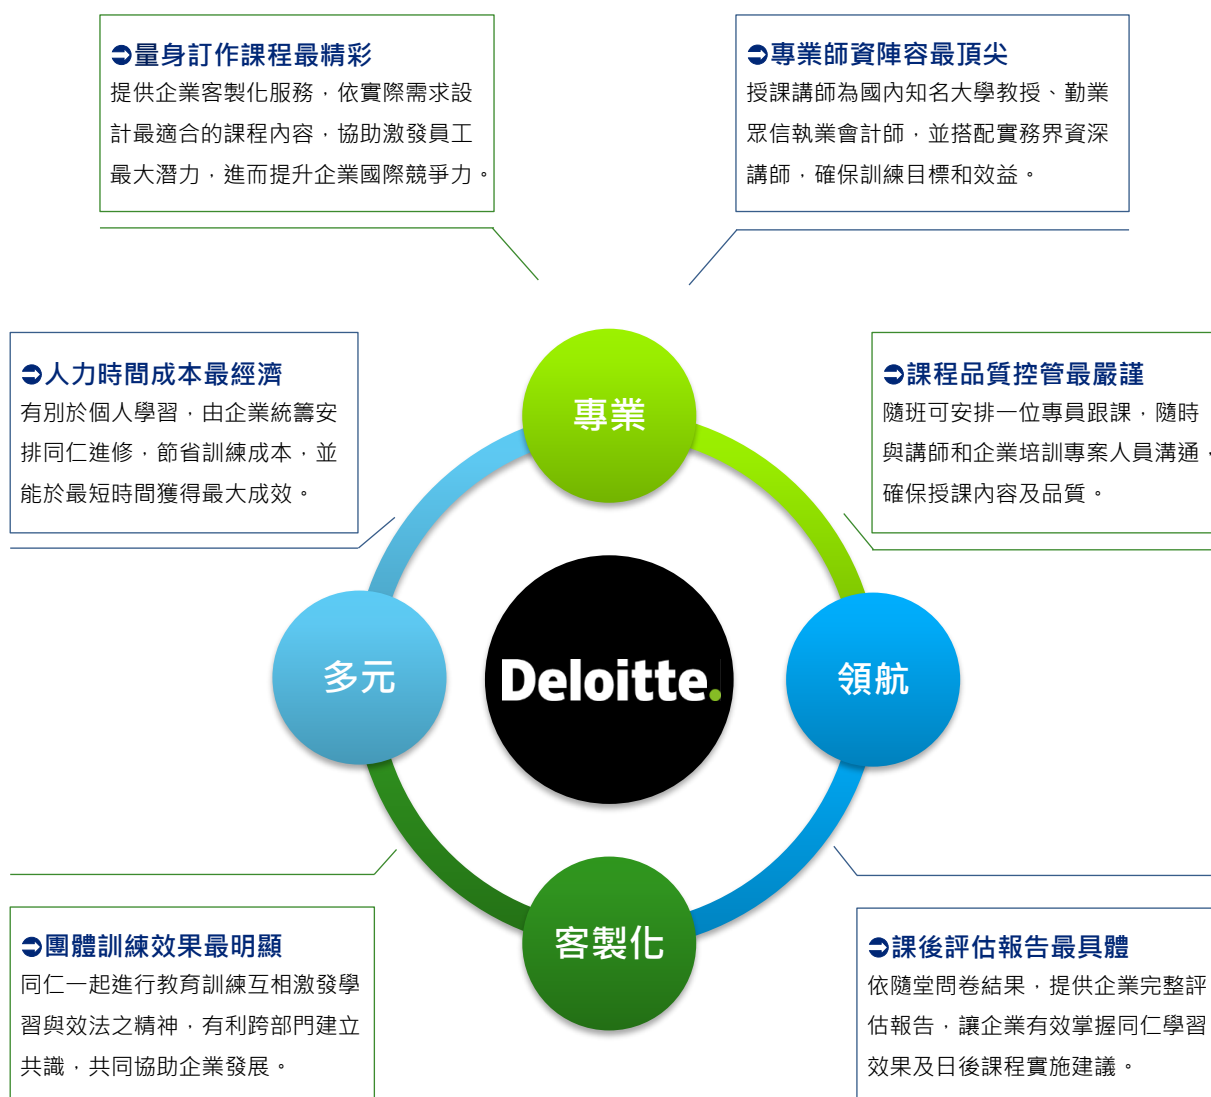 ➲量身訂作課程最精彩
提供企業客製化服務，依實際需求設
計最適合的課程內容，協助激發員工
最大潛力，進而提升企業國際競爭力。
➲專業師資陣容最頂尖
授課講師為國內知名大學教授、勤業
眾信執業會計師，並搭配實務界資深
講師，確保訓練目標和效益。
➲人力時間成本最經濟
有別於個人學習，由企業統籌安
排同仁進修，節省訓練成本，並
能於最短時間獲得最大成效。
➲課程品質控管最嚴謹
隨班可安排一位專員跟課，隨時
與講師和企業培訓專案人員溝通，
確保授課內容及品質。
專業
多元
Deloitte.
領航
客製化
➲團體訓練效果最明顯
同仁一起進行教育訓練互相激發學
習與效法之精神，有利跨部門建立
共識，共同協助企業發展。
➲課後評估報告最具體
依隨堂問卷結果，提供企業完整評
估報告，讓企業有效掌握同仁學習
效果及日後課程實施建議。